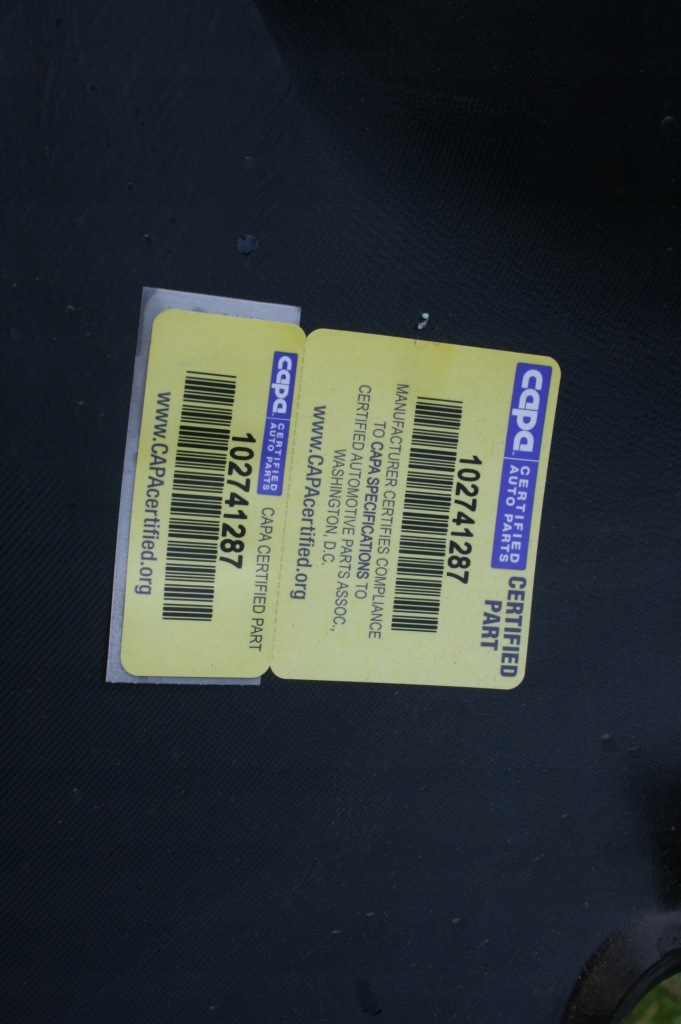 capa CERTIFIED
AUTO PARTS
CERTIFIED
PART
102741287
MANUFACTURER CERTIFIES COMPLIANCE
TO CAPA SPECIFICATIONS TO
CERTIFIED AUTOMOTIVE PARTS ASSOC.,
WASHINGTON, D.C.
www.CAPAcertified.org
capa CERTIFIED
AUTO PARTS
CAPA CERTIFIED PART
102741287
www.CAPAcertified.org